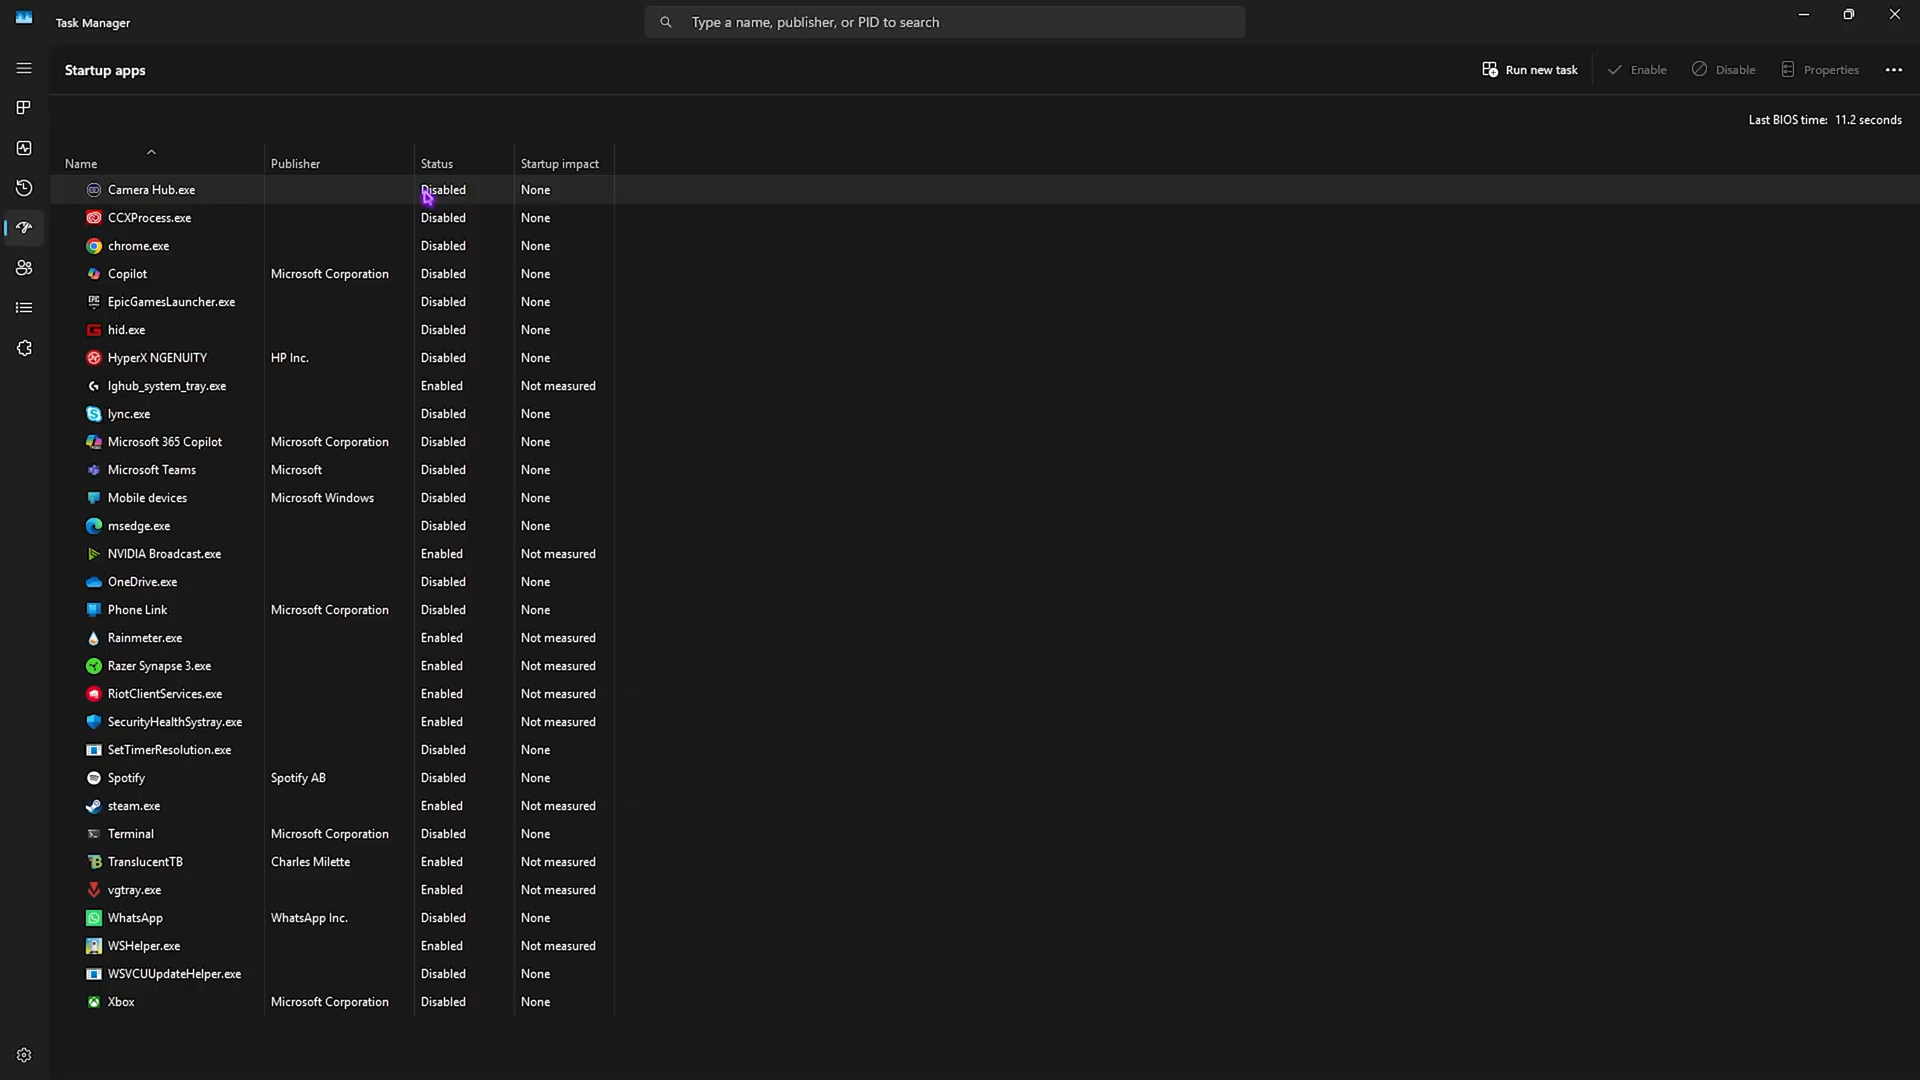 Task Manager
Type a name, publisher, or PID to search
Startup apps
Run new task Enable Disable Properties
Last BIOS time: 11.2 seconds
Name Publisher Status Startup impact
Camera Hub.exe Disabled None
CCXProcess.exe Disabled None
chrome.exe Disabled None
Copilot Microsoft Corporation Disabled None
EpicGamesLauncher.exe Disabled None
hid.exe Disabled None
HyperX NGENUITY HP Inc. Disabled None
lghub_system_tray.exe Enabled Not measured
lync.exe Disabled None
Microsoft 365 Copilot Microsoft Corporation Disabled None
Microsoft Teams Microsoft Disabled None
Mobile devices Microsoft Windows Disabled None
msedge.exe Disabled None
NVIDIA Broadcast.exe Enabled Not measured
OneDrive.exe Disabled None
Phone Link Microsoft Corporation Disabled None
Rainmeter.exe Enabled Not measured
Razer Synapse 3.exe Enabled Not measured
RiotClientServices.exe Enabled Not measured
SecurityHealthSystray.exe Enabled Not measured
SetTimerResolution.exe Disabled None
Spotify Spotify AB Disabled None
steam.exe Enabled Not measured
Terminal Microsoft Corporation Disabled None
TranslucentTB Charles Milette Enabled Not measured
vgtray.exe Enabled Not measured
WhatsApp WhatsApp Inc. Disabled None
WSHelper.exe Enabled Not measured
WSVCUUpdateHelper.exe Disabled None
Xbox Microsoft Corporation Disabled None